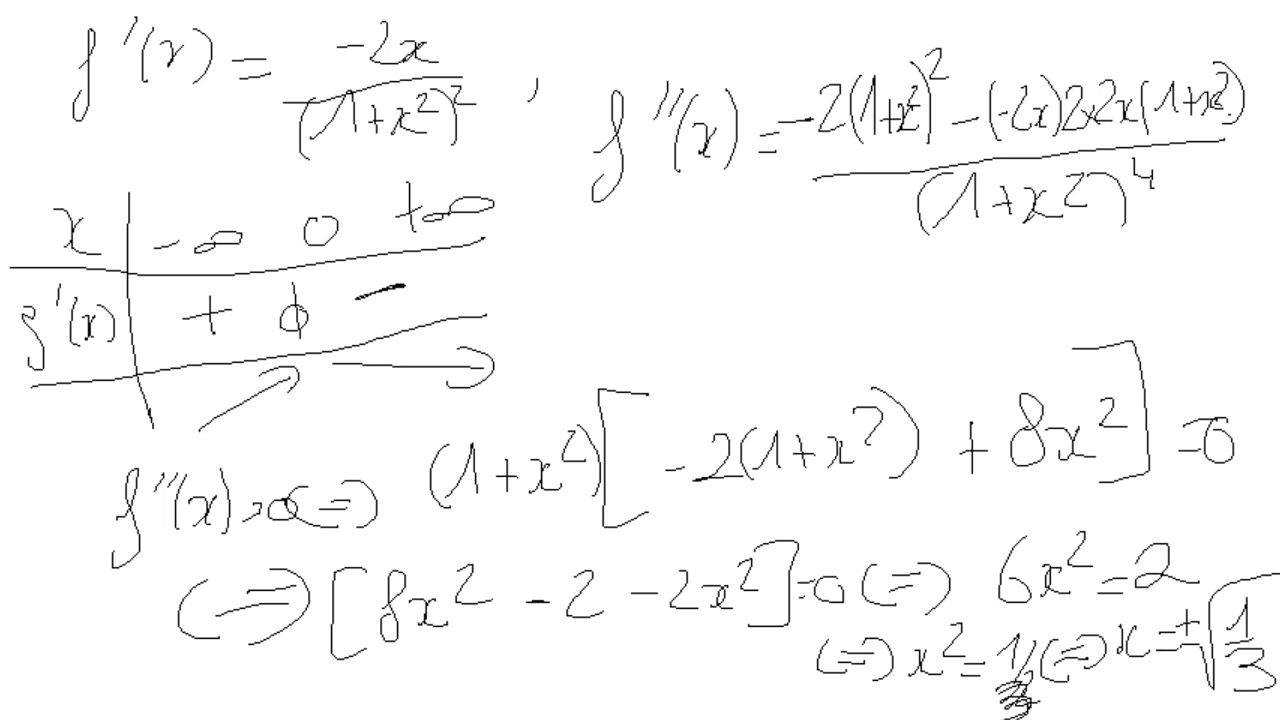 f'(x) = -2x/(1+x²)² , f''(x) = -2(1+x²)² - (-2x)2×2x(1+x²)/(1+x²)⁴
x | -∞ 0 +∞
f'(x) | + 0 -
↗ →
f''(x)=0 (=) (1+x²)[-2(1+x²) + 8x²] = 0
(=) [8x² - 2 - 2x²] = 0 (=) 6x² = 2
(=) x² = 1/3 (=) x = ±√(1/3)